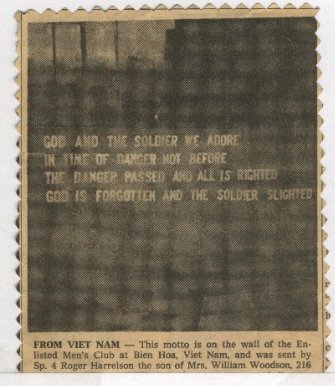 GOD AND THE SOLDIER WE ADORE
IN TIME OF DANGER NOT BEFORE
THE DANGER PASSED AND ALL IS RIGHTED
GOD IS FORGOTTEN AND THE SOLDIER SLIGHTED
FROM VIET NAM — This motto is on the wall of the En-
listed Men's Club at Bien Hoa, Viet Nam, and was sent by
Sp. 4 Roger Harrelson the son of Mrs. William Woodson, 216